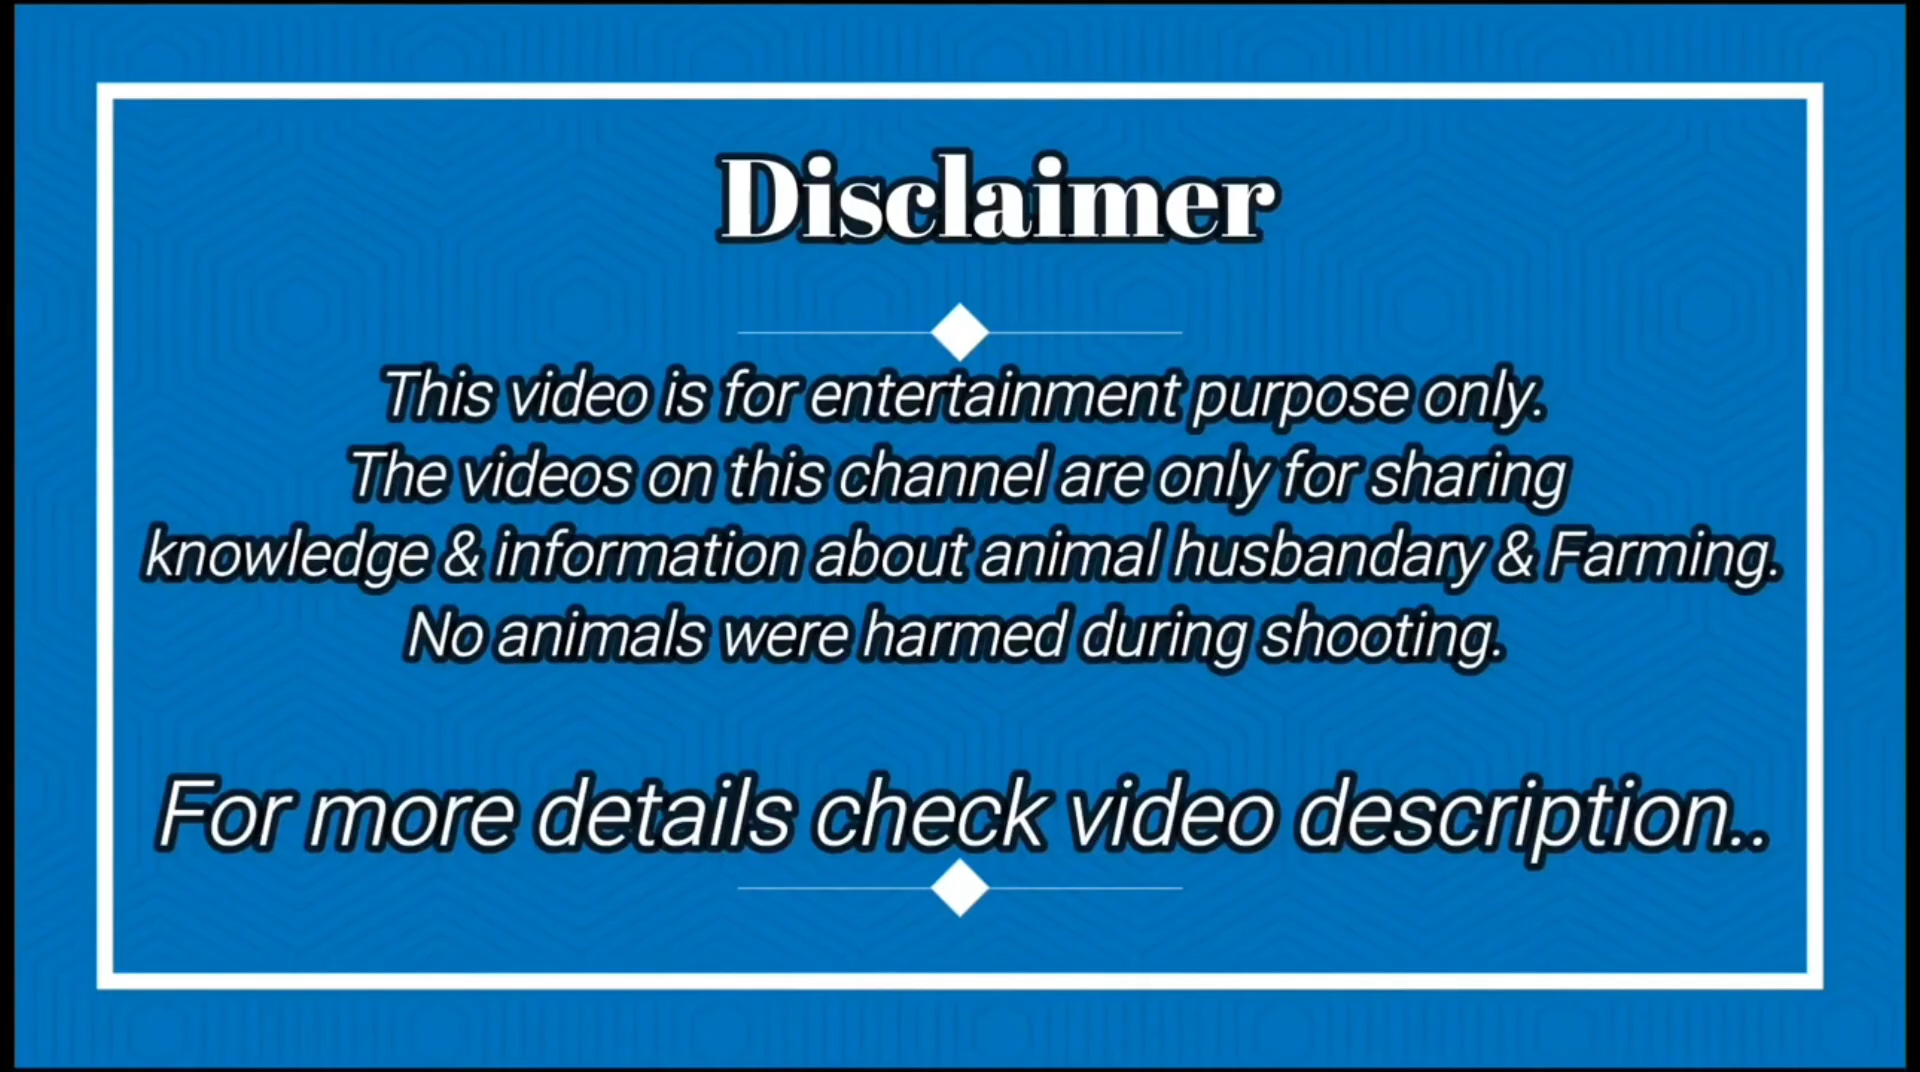 Disclaimer
This video is for entertainment purpose only.
The videos on this channel are only for sharing
knowledge & information about animal husbandary & Farming.
No animals were harmed during shooting.
For more details check video description..